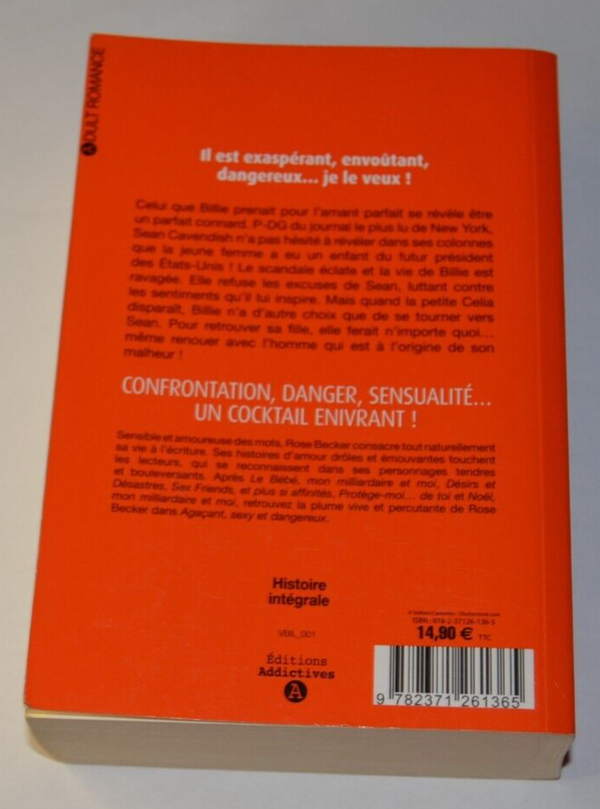 ADULT ROMANCE
Il est exaspérant, envoûtant,
dangereux... je le veux !
Celui que Billie prenait pour l'amant parfait se révèle être
un parfait connard. P-DG du journal le plus lu de New York,
Sean Cavendish n'a pas hésité à révéler dans ses colonnes
que la jeune femme a eu un enfant du futur président
des États-Unis ! Le scandale éclate et la vie de Billie est
ravagée. Elle refuse les excuses de Sean, luttant contre
les sentiments qu'il lui inspire. Mais quand la petite Celia
disparaît, Billie n'a d'autre choix que de se tourner vers
Sean. Pour retrouver sa fille, elle ferait n'importe quoi...
même renouer avec l'homme qui est à l'origine de son
malheur !
CONFRONTATION, DANGER, SENSUALITÉ...
UN COCKTAIL ENIVRANT !
Sensible et amoureuse des mots, Rose Becker consacre tout naturellement
sa vie à l'écriture. Ses histoires d'amour drôles et émouvantes touchent
les lecteurs, qui se reconnaissent dans ses personnages tendres
et bouleversants. Après Le Bébé, mon milliardaire et moi, Désirs et
Désastres, Sex Friends, et plus si affinités, Protège-moi... de toi et Noël,
mon milliardaire et moi, retrouvez la plume vive et percutante de Rose
Becker dans Agaçant, sexy et dangereux.
Histoire
intégrale
VBIL_001
Éditions
Addictives
A
ISBN : 978-2-37126-136-5
14,90 € TTC
9 782371 261365